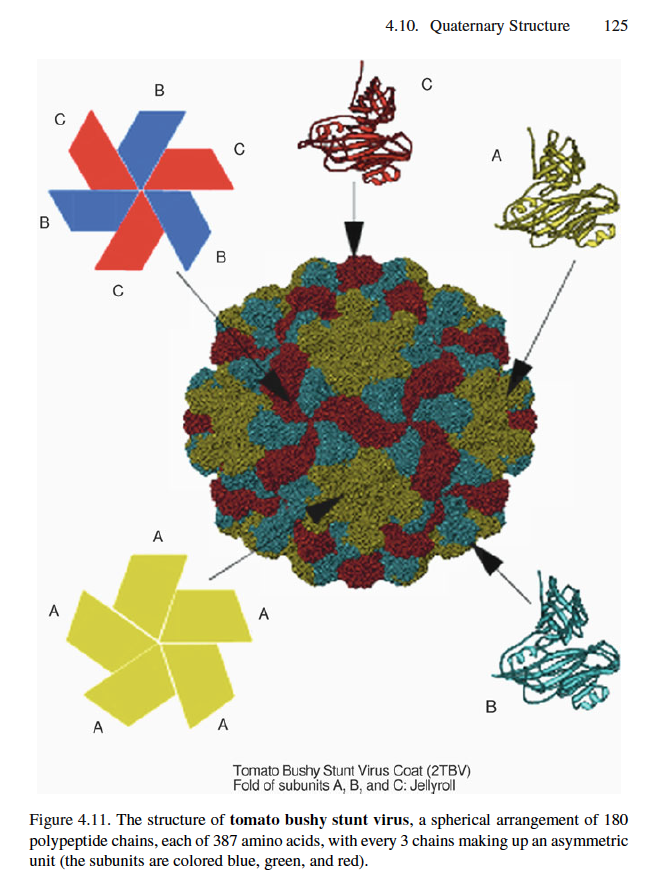 4.10. Quaternary Structure 125
B
C
C
B
B
C
C
A
A
A
A
A
A
B
Tomato Bushy Stunt Virus Coat (2TBV)
Fold of subunits A, B, and C: Jellyroll
Figure 4.11. The structure of tomato bushy stunt virus, a spherical arrangement of 180
polypeptide chains, each of 387 amino acids, with every 3 chains making up an asymmetric
unit (the subunits are colored blue, green, and red).